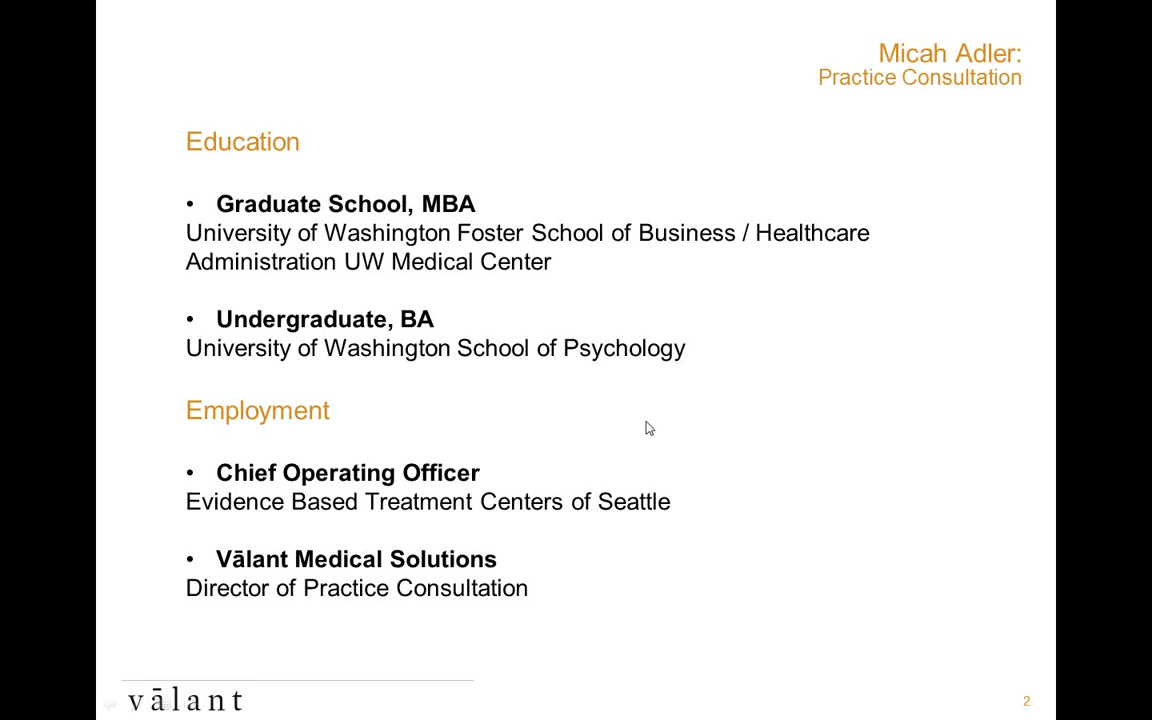 Micah Adler:
Practice Consultation
Education
• Graduate School, MBA
University of Washington Foster School of Business / Healthcare
Administration UW Medical Center
• Undergraduate, BA
University of Washington School of Psychology
Employment
• Chief Operating Officer
Evidence Based Treatment Centers of Seattle
• Vālant Medical Solutions
Director of Practice Consultation
vālant
2